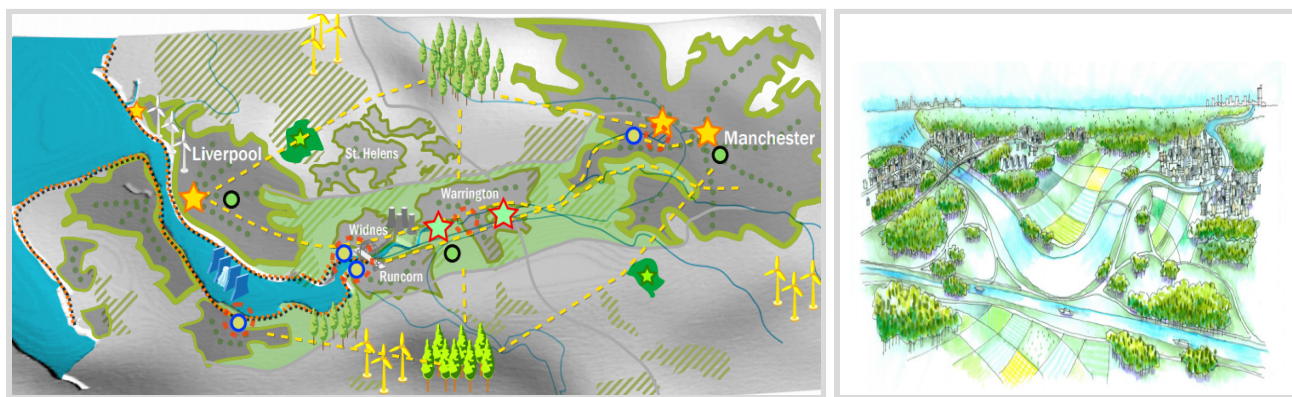 Liverpool
St. Helens
Manchester
Warrington
Widnes
Runcorn